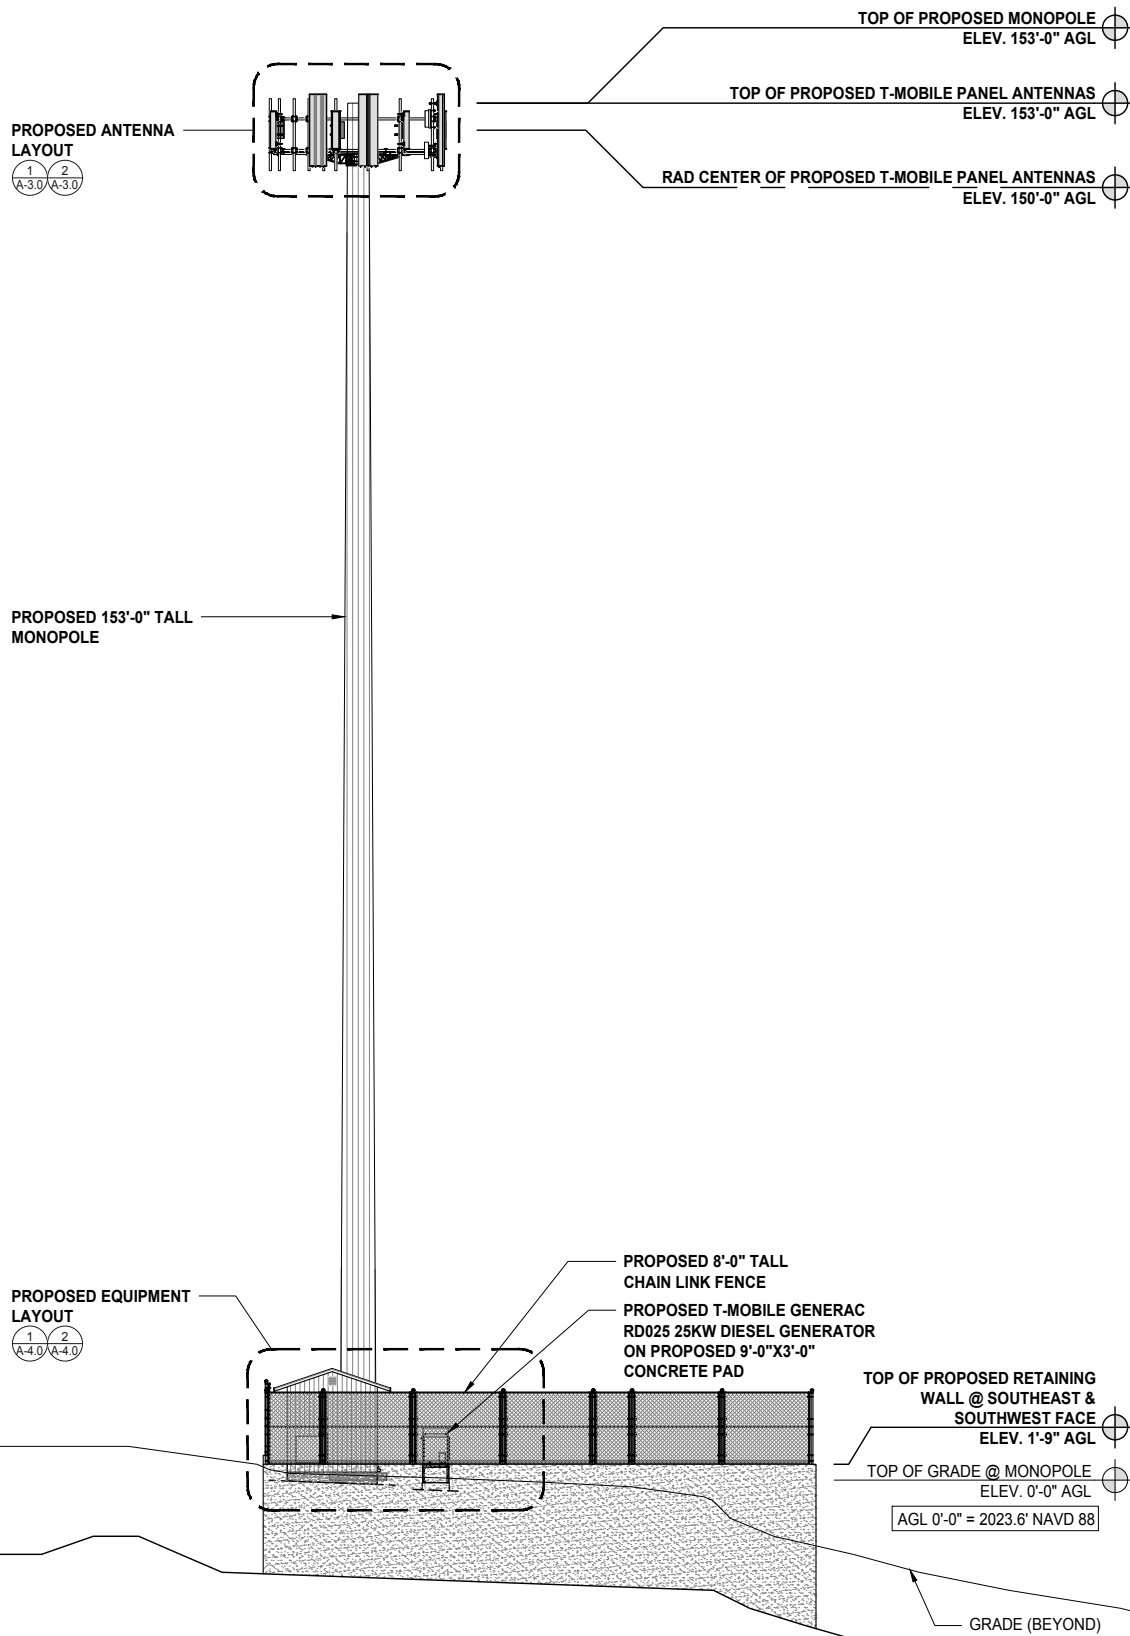 TOP OF PROPOSED MONOPOLE
ELEV. 153'-0" AGL
TOP OF PROPOSED T-MOBILE PANEL ANTENNAS
ELEV. 153'-0" AGL
PROPOSED ANTENNA
LAYOUT
1 2
A-3.0 A-3.0
RAD CENTER OF PROPOSED T-MOBILE PANEL ANTENNAS
ELEV. 150'-0" AGL
PROPOSED 153'-0" TALL
MONOPOLE
PROPOSED 8'-0" TALL
CHAIN LINK FENCE
PROPOSED EQUIPMENT
LAYOUT
1 2
A-4.0 A-4.0
PROPOSED T-MOBILE GENERAC
RD025 25KW DIESEL GENERATOR
ON PROPOSED 9'-0"X3'-0"
CONCRETE PAD
TOP OF PROPOSED RETAINING
WALL @ SOUTHEAST &
SOUTHWEST FACE
ELEV. 1'-9" AGL
TOP OF GRADE @ MONOPOLE
ELEV. 0'-0" AGL
AGL 0'-0" = 2023.6' NAVD 88
GRADE (BEYOND)